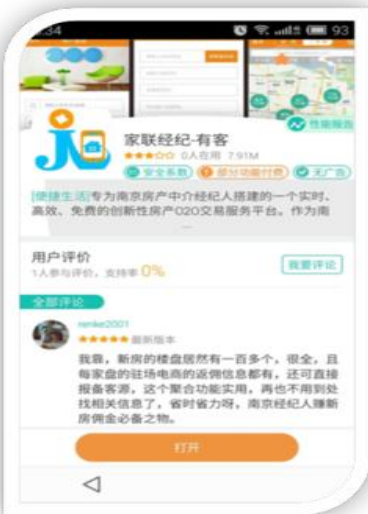 :34
93
性能报告
家联经纪-有客
0人在用 7.91M
安全系数 部分功能付费 无广告
[便捷生活]专为南京房产中介经纪人搭建的一个实时、
高效、免费的创新性房产O2O交易服务平台。作为南
...
用户评价
1人参与评价，支持率 0%
我要评论
全部评论
renke2001
最新版本
我靠，新房的楼盘居然有一百多个，很全，且
每家盘的驻场电商的返佣信息都有，还可直接
报备客源，这个聚合功能实用，再也不用到处
找相关信息了，省时省力呀，南京经纪人赚新
房佣金必备之物。
打开